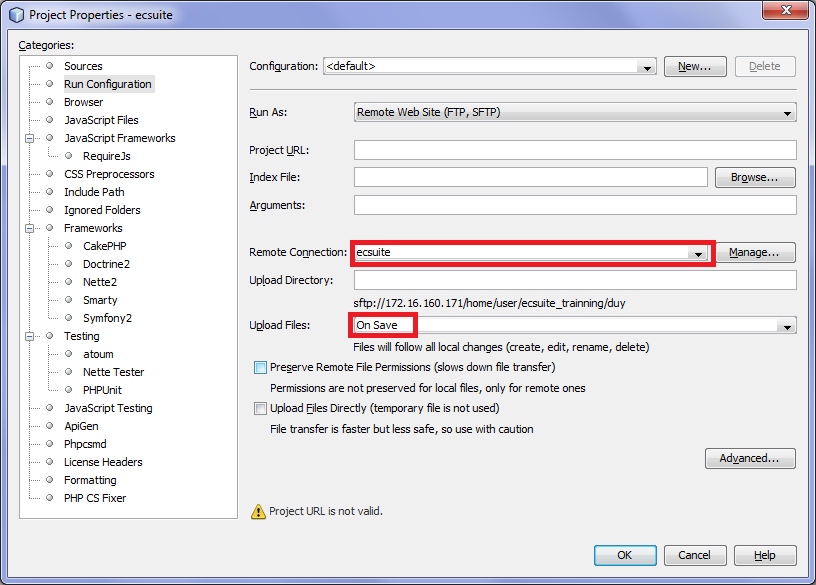 Project Properties - ecsuite
Categories:
Sources
Run Configuration
Browser
JavaScript Files
JavaScript Frameworks
RequireJs
CSS Preprocessors
Include Path
Ignored Folders
Frameworks
CakePHP
Doctrine2
Nette2
Smarty
Symfony2
Testing
atoum
Nette Tester
PHPUnit
JavaScript Testing
ApiGen
Phpcsmd
License Headers
Formatting
PHP CS Fixer
Configuration: <default> New... Delete
Run As: Remote Web Site (FTP, SFTP)
Project URL:
Index File: Browse...
Arguments:
Remote Connection: ecsuite Manage...
Upload Directory:
sftp://172.16.160.171/home/user/ecsuite_trainning/duy
Upload Files: On Save
Files will follow all local changes (create, edit, rename, delete)
Preserve Remote File Permissions (slows down file transfer)
Permissions are not preserved for local files, only for remote ones
Upload Files Directly (temporary file is not used)
File transfer is faster but less safe, so use with caution
Advanced...
Project URL is not valid.
OK Cancel Help